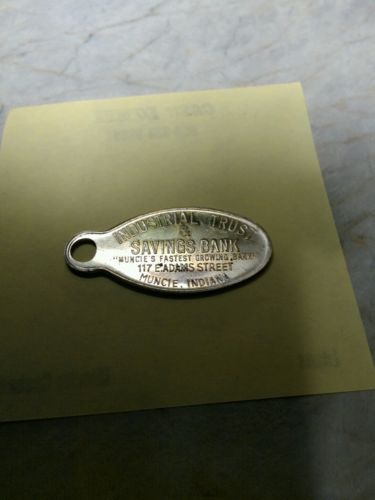 INDUSTRIAL TRUST
&
SAVINGS BANK
"MUNCIE'S FASTEST GROWING BANK"
117 E. ADAMS STREET
MUNCIE, INDIANA